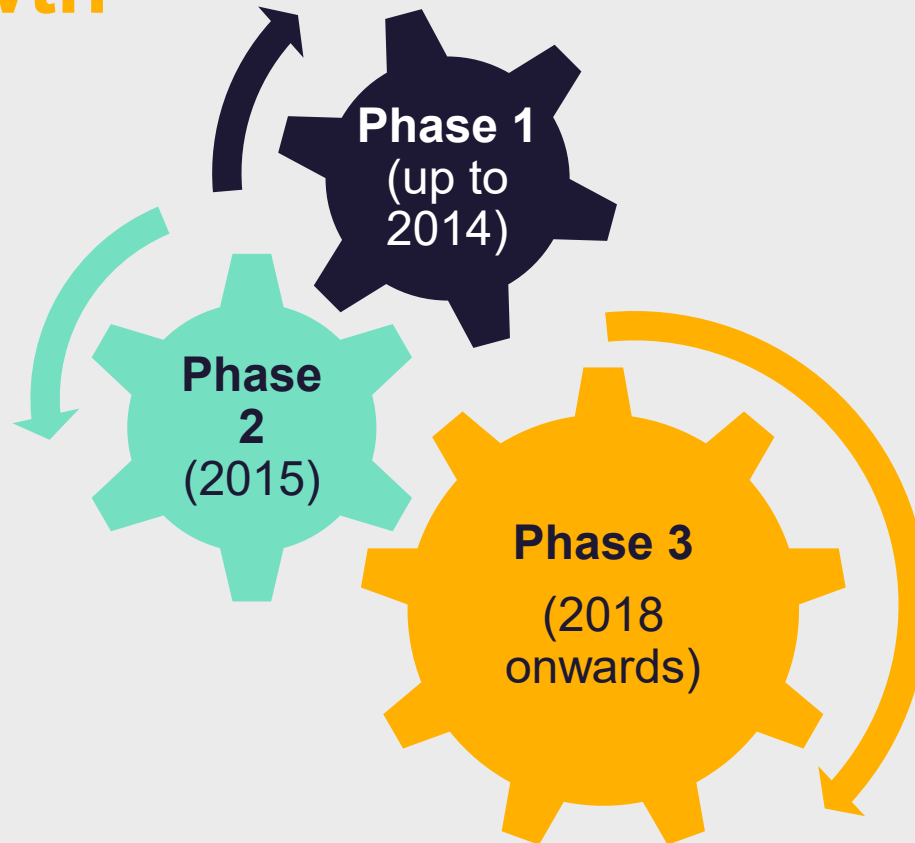 Phase 1
(up to
2014)
Phase
2
(2015)
Phase 3
(2018
onwards)